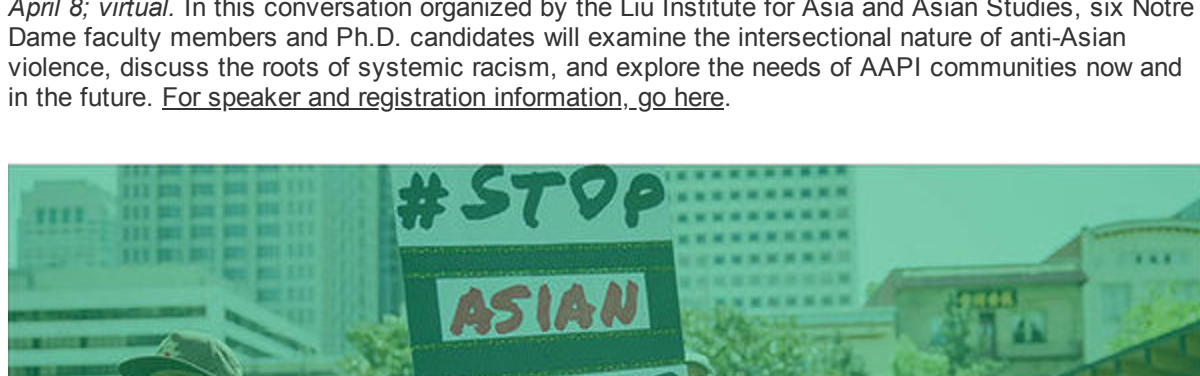 April 8; virtual. In this conversation organized by the Liu Institute for Asia and Asian Studies, six Notre
Dame faculty members and Ph.D. candidates will examine the intersectional nature of anti-Asian
violence, discuss the roots of systemic racism, and explore the needs of AAPI communities now and
in the future. For speaker and registration information, go here.
#STOP
ASIAN